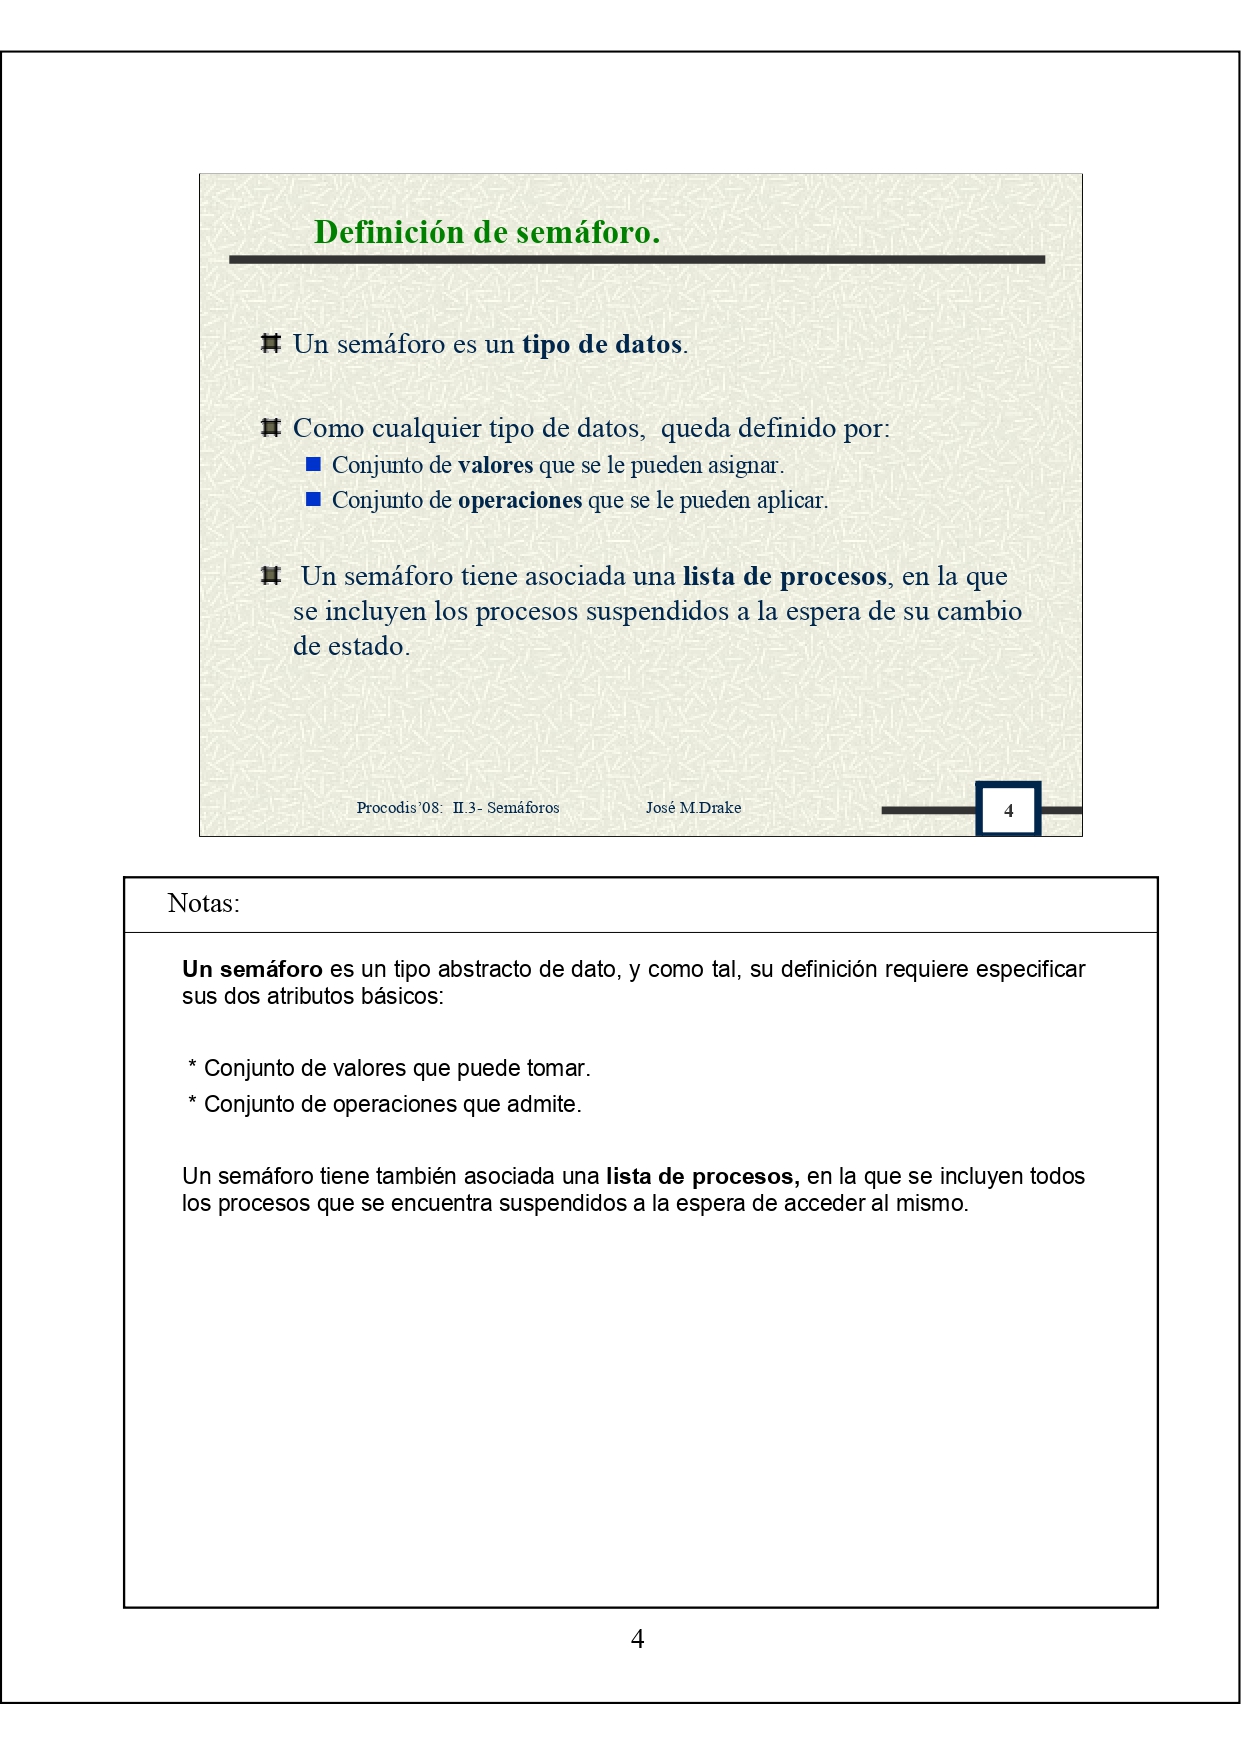 Definición de semáforo.
Un semáforo es un tipo de datos.
Como cualquier tipo de datos, queda definido por:
Conjunto de valores que se le pueden asignar.
Conjunto de operaciones que se le pueden aplicar.
Un semáforo tiene asociada una lista de procesos, en la que
se incluyen los procesos suspendidos a la espera de su cambio
de estado.
Procodis’08: II.3- Semáforos José M.Drake 4
Notas:
Un semáforo es un tipo abstracto de dato, y como tal, su definición requiere especificar
sus dos atributos básicos:
* Conjunto de valores que puede tomar.
* Conjunto de operaciones que admite.
Un semáforo tiene también asociada una lista de procesos, en la que se incluyen todos
los procesos que se encuentra suspendidos a la espera de acceder al mismo.
4